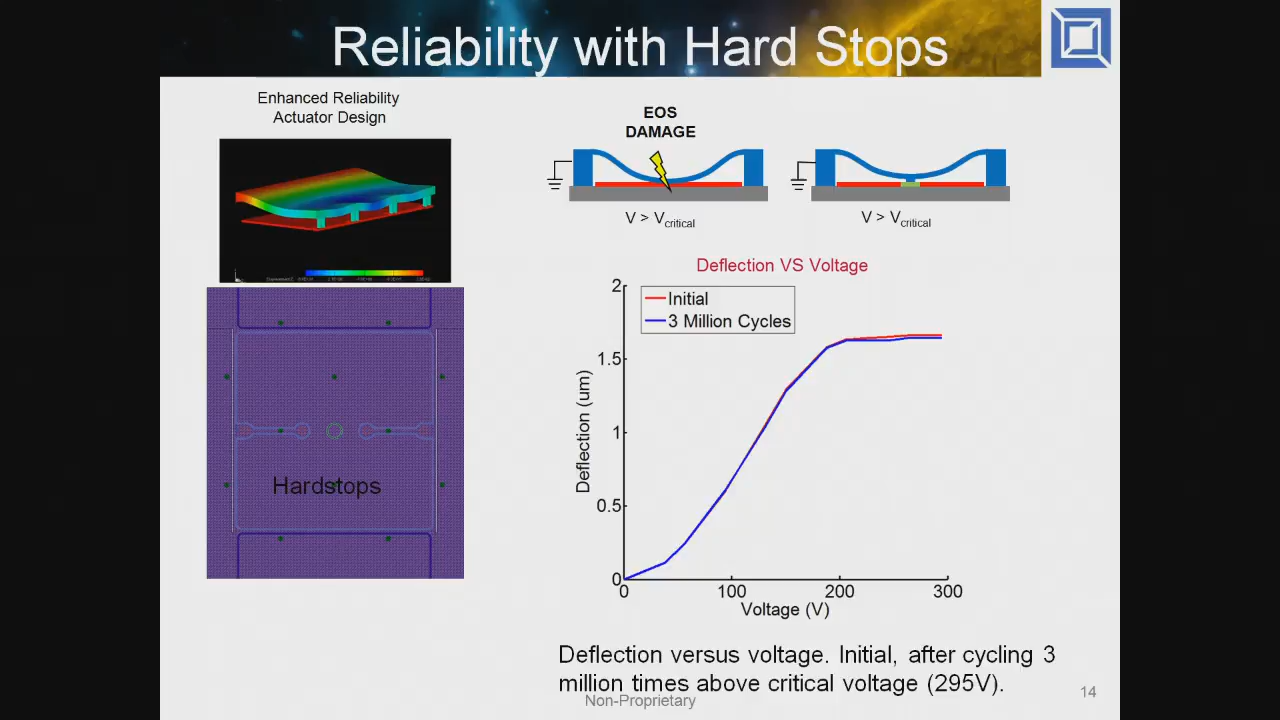 Reliability with Hard Stops
Enhanced Reliability
Actuator Design
Hardstops
EOS
DAMAGE
V > Vcritical
V > Vcritical
Deflection VS Voltage
Initial
3 Million Cycles
2
1.5
1
0.5
0
Deflection (um)
0 100 200 300
Voltage (V)
Deflection versus voltage. Initial, after cycling 3
million times above critical voltage (295V).
Non-Proprietary
14